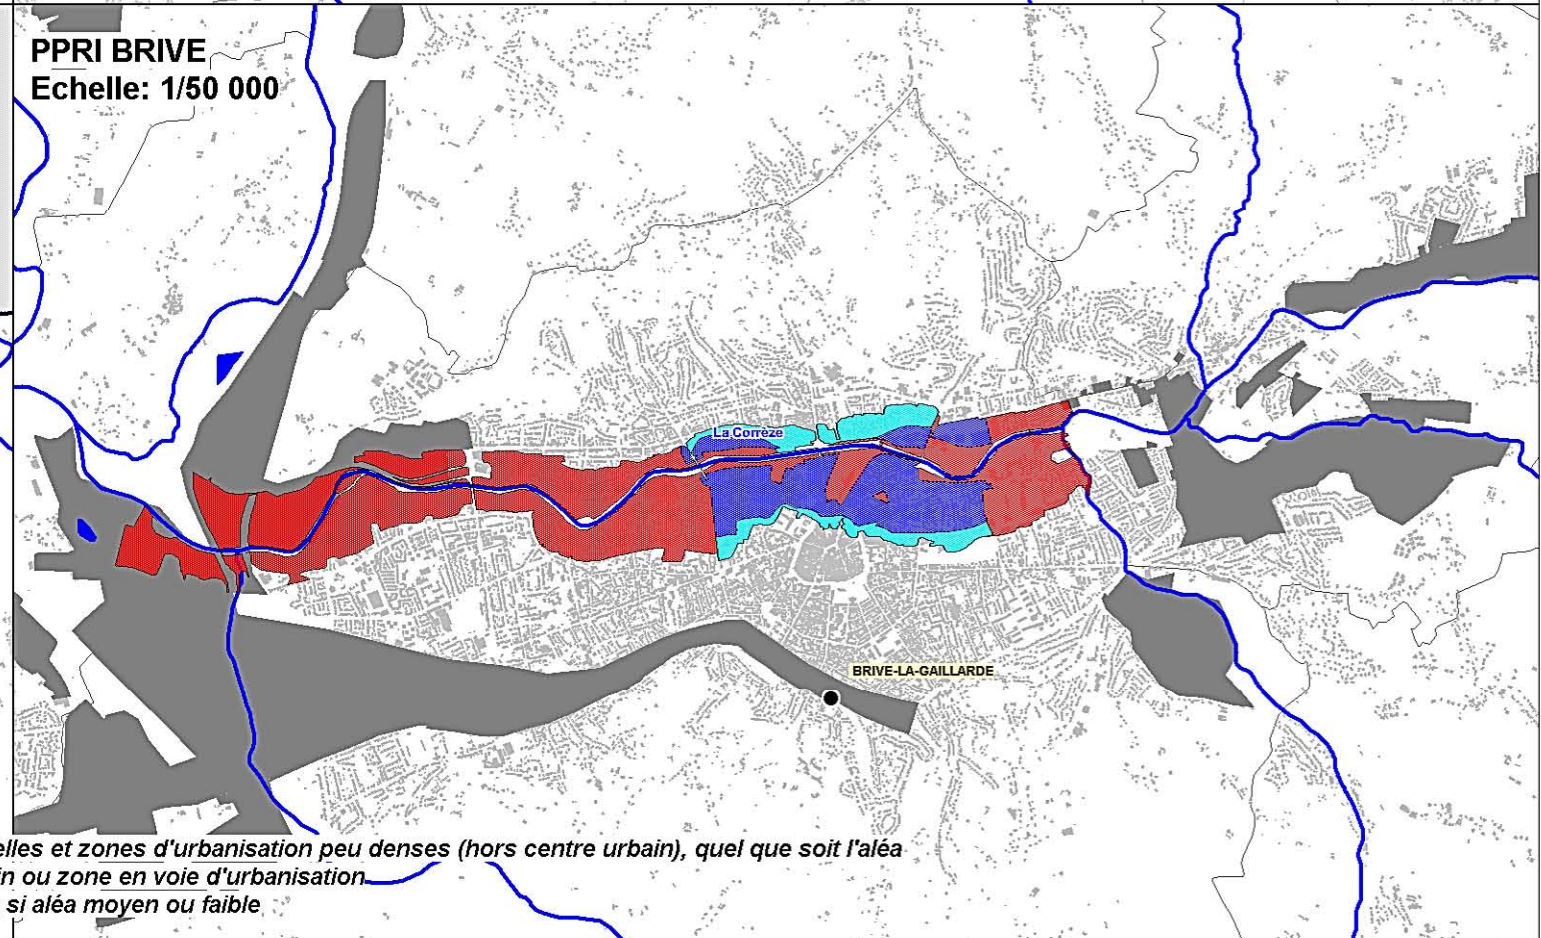 PPRI BRIVE
Echelle: 1/50 000
La Corrèze
BRIVE-LA-GAILLARDE
elles et zones d'urbanisation peu denses (hors centre urbain), quel que soit l'aléa
in ou zone en voie d'urbanisation
si aléa moyen ou faible